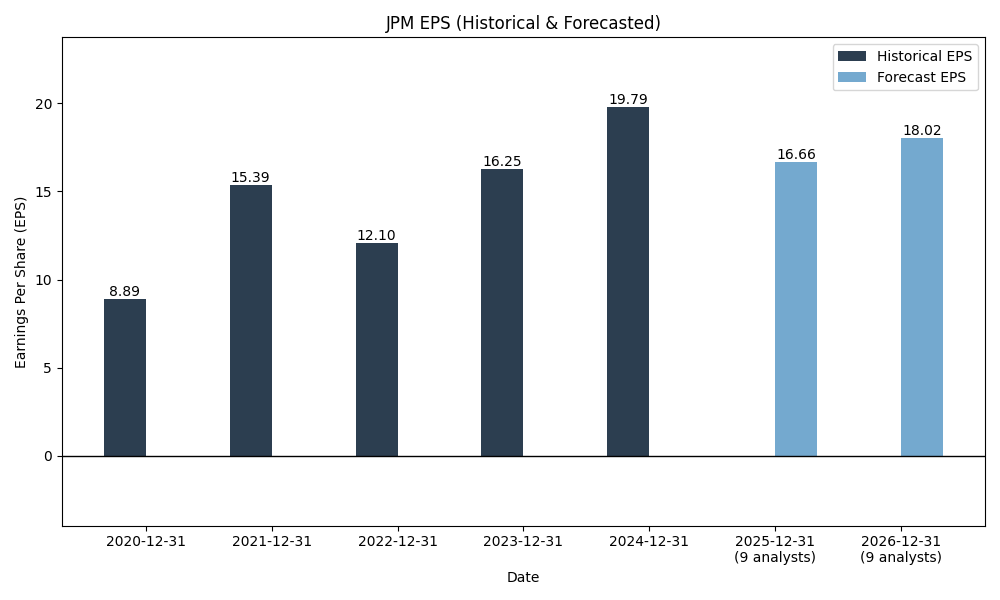 JPM EPS (Historical & Forecasted)
Historical EPS
Forecast EPS
Earnings Per Share (EPS)
20
15
10
5
0
8.89
15.39
12.10
16.25
19.79
16.66
18.02
2020-12-31
2021-12-31
2022-12-31
2023-12-31
2024-12-31
2025-12-31
(9 analysts)
2026-12-31
(9 analysts)
Date